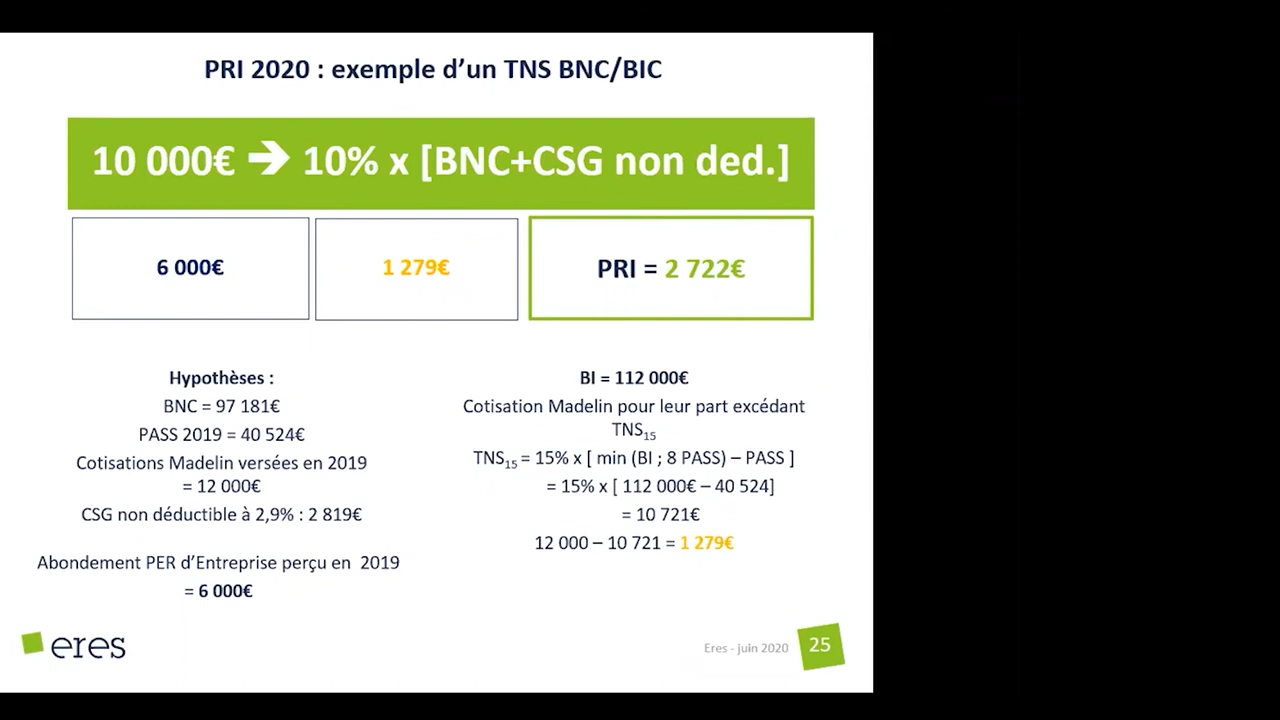 PRI 2020 : exemple d’un TNS BNC/BIC
10 000€ ➔ 10% x [BNC+CSG non ded.]
6 000€
1 279€
PRI = 2 722€
Hypothèses :
BNC = 97 181€
PASS 2019 = 40 524€
Cotisations Madelin versées en 2019
= 12 000€
CSG non déductible à 2,9% : 2 819€
Abondement PER d’Entreprise perçu en 2019
= 6 000€
BI = 112 000€
Cotisation Madelin pour leur part excédant
TNS15
TNS15 = 15% x [ min (BI ; 8 PASS) – PASS ]
= 15% x [ 112 000€ – 40 524]
= 10 721€
12 000 – 10 721 = 1 279€
eres
Eres - juin 2020
25